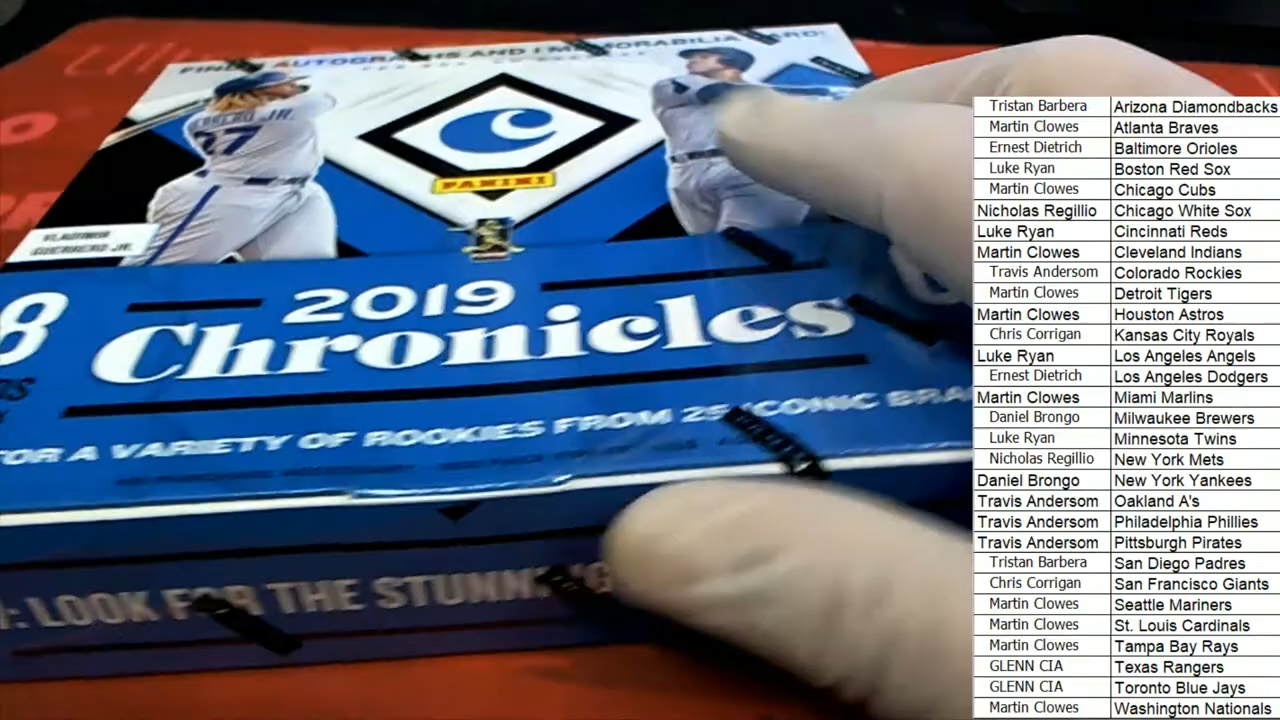 AUTOGRAPHS AND 1 MEMORABILIA CARD!
GUERRERO JR.
27
PANINI
VLADIMIR
GUERRERO JR.
8
2019
Chronicles
FOR A VARIETY OF ROOKIES FROM 25 ICONIC
LOOK FOR THE
Tristan Barbera Arizona Diamondbacks
Martin Clowes Atlanta Braves
Ernest Dietrich Baltimore Orioles
Luke Ryan Boston Red Sox
Martin Clowes Chicago Cubs
Nicholas Regillio Chicago White Sox
Luke Ryan Cincinnati Reds
Martin Clowes Cleveland Indians
Travis Andersom Colorado Rockies
Martin Clowes Detroit Tigers
Martin Clowes Houston Astros
Chris Corrigan Kansas City Royals
Luke Ryan Los Angeles Angels
Ernest Dietrich Los Angeles Dodgers
Martin Clowes Miami Marlins
Daniel Brongo Milwaukee Brewers
Luke Ryan Minnesota Twins
Nicholas Regillio New York Mets
Daniel Brongo New York Yankees
Travis Andersom Oakland A's
Travis Andersom Philadelphia Phillies
Travis Andersom Pittsburgh Pirates
Tristan Barbera San Diego Padres
Chris Corrigan San Francisco Giants
Martin Clowes Seattle Mariners
Martin Clowes St. Louis Cardinals
Martin Clowes Tampa Bay Rays
GLENN CIA Texas Rangers
GLENN CIA Toronto Blue Jays
Martin Clowes Washington Nationals